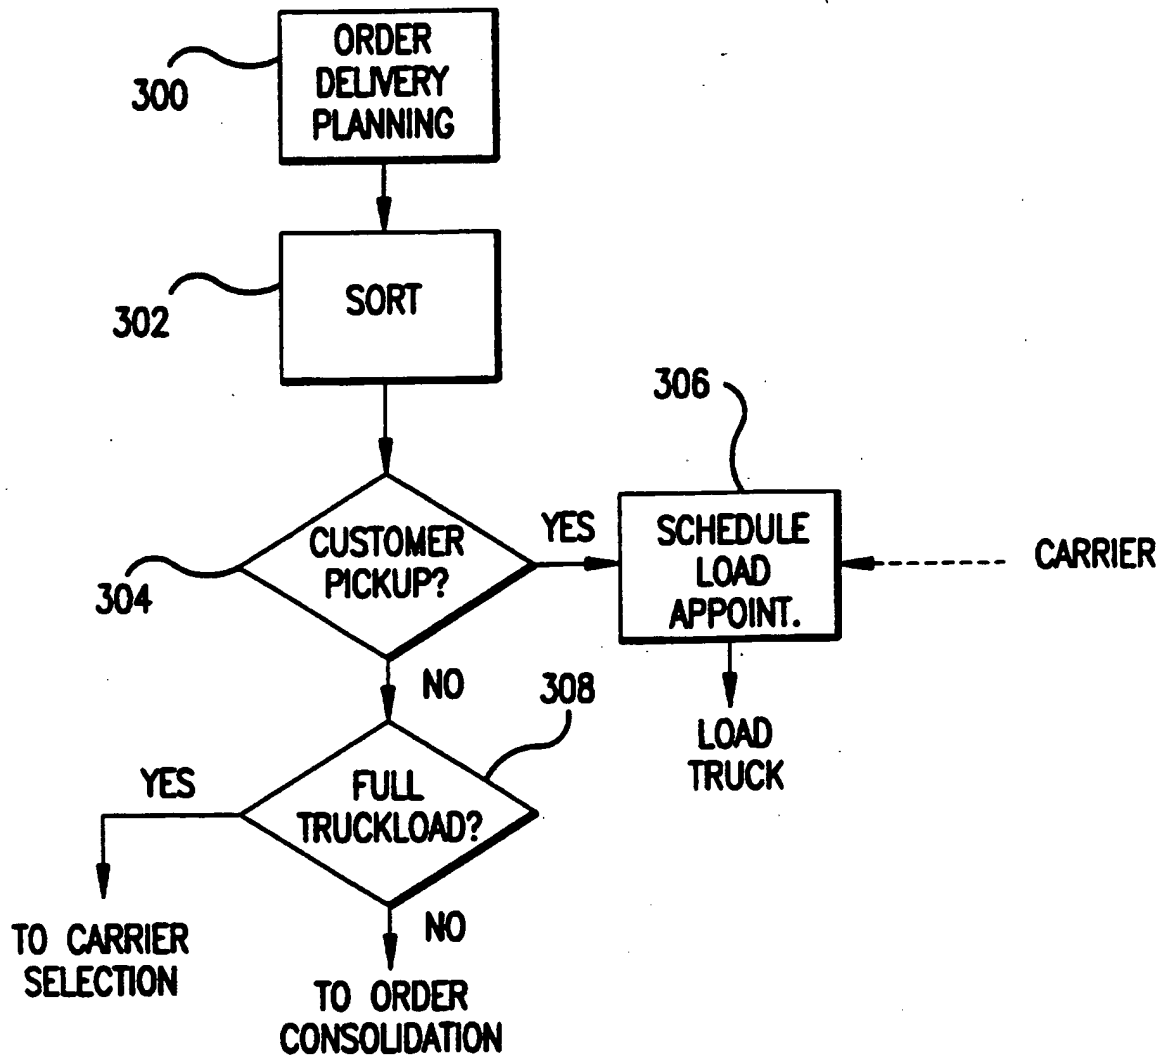 ORDER
DELIVERY
PLANNING
300
SORT
302
306
CUSTOMER
PICKUP?
304
YES
SCHEDULE
LOAD
APPOINT.
CARRIER
NO
308
LOAD
TRUCK
YES
FULL
TRUCKLOAD?
TO CARRIER
SELECTION
NO
TO ORDER
CONSOLIDATION